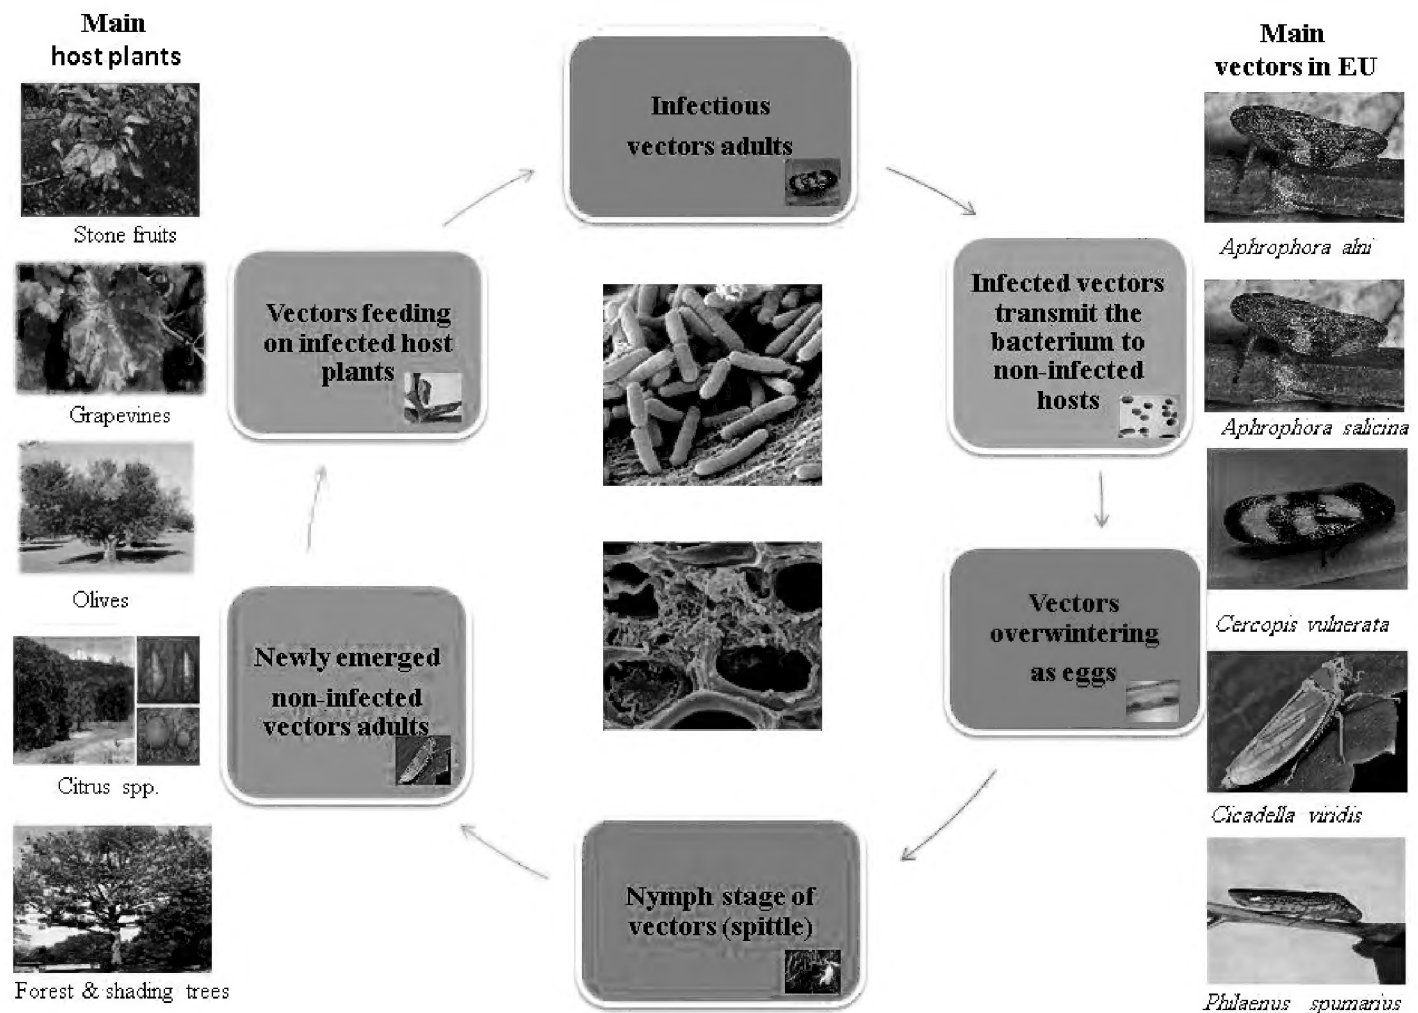 Main
host plants
Stone fruits
Grapevines
Olives
Citrus spp.
Forest & shading trees
Infectious
vectors adults
Infected vectors
transmit the
bacterium to
non-infected
hosts
Vectors
overwintering
as eggs
Nymph stage of
vectors (spittle)
Newly emerged
non-infected
vectors adults
Vectors feeding
on infected host
plants
Main
vectors in EU
Aphrophora alni
Aphrophora salicina
Cercopis vulnerata
Cicadella viridis
Philaenus spumarius